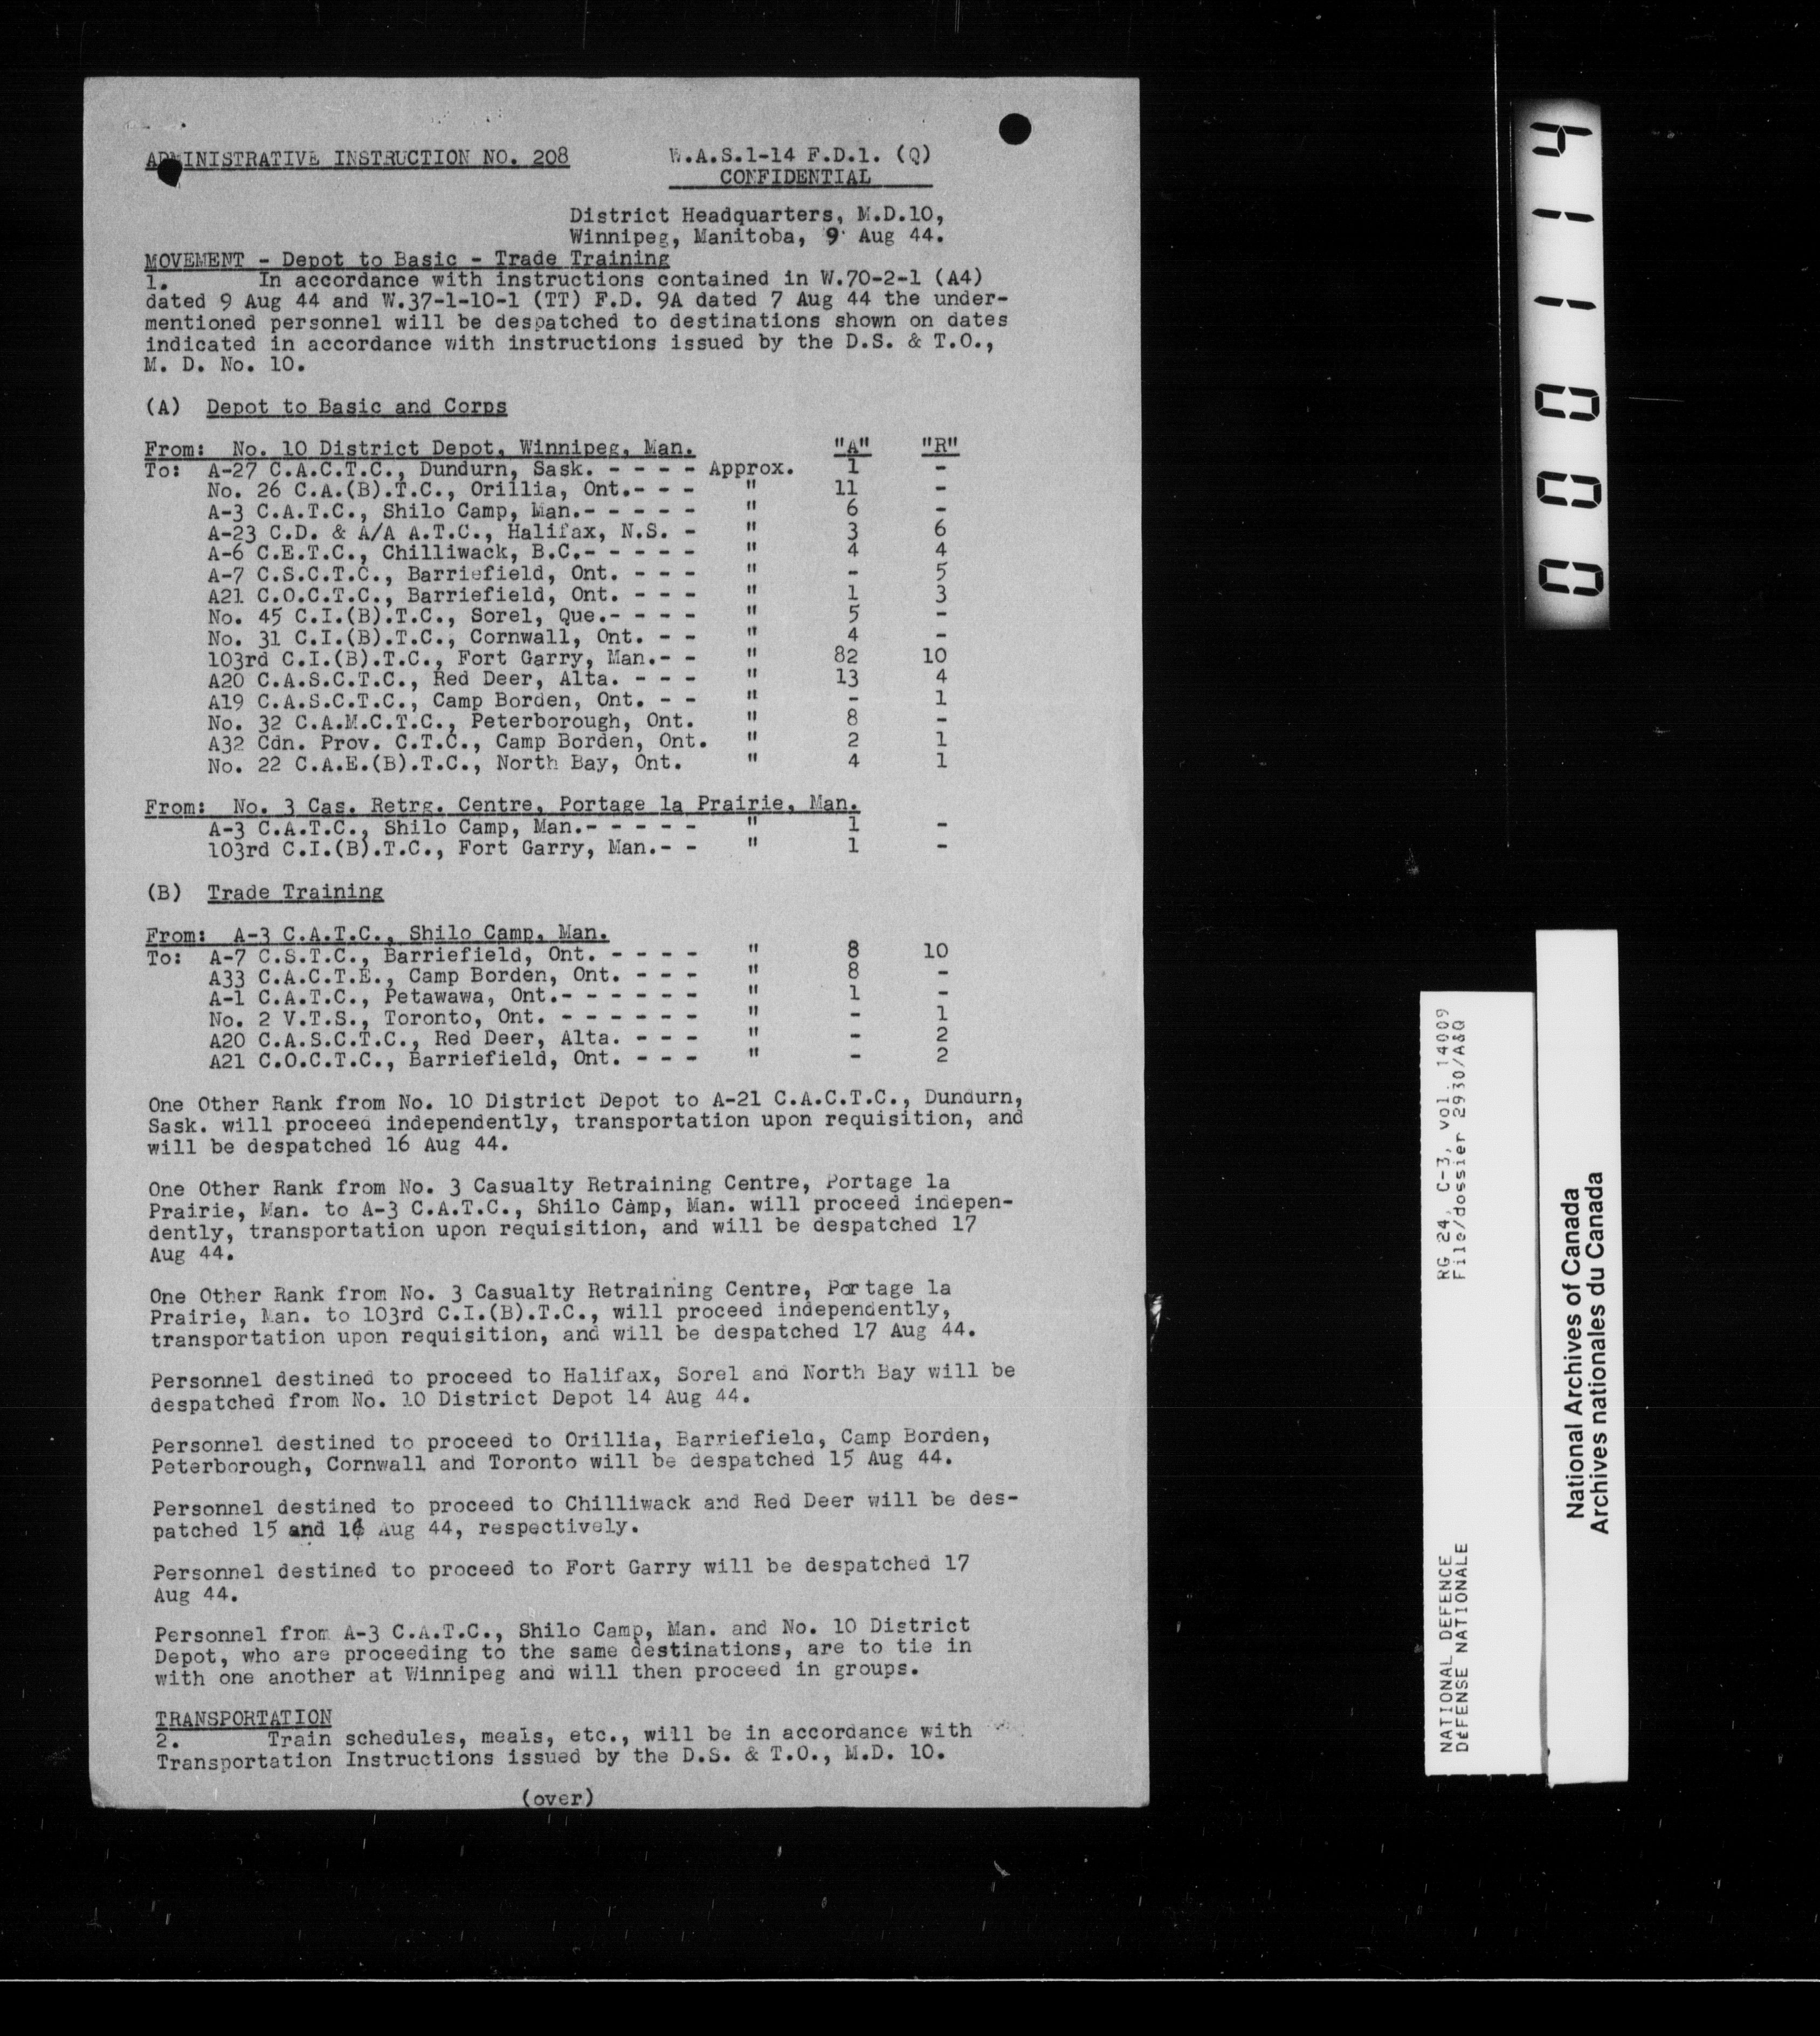 ADMINISTRATIVE INSTRUCTION NO. 208
W.A.S.1-14 F.D.1. (Q)
CONFIDENTIAL
District Headquarters, M.D.10,
Winnipeg, Manitoba, 9 Aug 44.
MOVEMENT - Depot to Basic - Trade Training
1. In accordance with instructions contained in W.70-2-1 (A4)
dated 9 Aug 44 and W.37-1-10-1 (TT) F.D. 9A dated 7 Aug 44 the under-
mentioned personnel will be despatched to destinations shown on dates
indicated in accordance with instructions issued by the D.S. & T.O.,
M. D. No. 10.
(A) Depot to Basic and Corps
From: No. 10 District Depot, Winnipeg, Man. "A" "R"
To: A-27 C.A.C.T.C., Dundurn, Sask. - - - - Approx. 1 -
No. 26 C.A.(B).T.C., Orillia, Ont.- - - " 11 -
A-3 C.A.T.C., Shilo Camp, Man.- - - - - " 6 -
A-23 C.D. & A/A A.T.C., Halifax, N.S. - " 3 6
A-6 C.E.T.C., Chilliwack, B.C.- - - - - " 4 4
A-7 C.S.C.T.C., Barriefield, Ont. - - - " - 5
A21 C.O.C.T.C., Barriefield, Ont. - - - " 1 3
No. 45 C.I.(B).T.C., Sorel, Que.- - - - " 5 -
No. 31 C.I.(B).T.C., Cornwall, Ont. - - " 4 -
103rd C.I.(B).T.C., Fort Garry, Man.- - " 82 10
A20 C.A.S.C.T.C., Red Deer, Alta. - - - " 13 4
A19 C.A.S.C.T.C., Camp Borden, Ont. - - " - 1
No. 32 C.A.M.C.T.C., Peterborough, Ont. " 8 -
A32 Cdn. Prov. C.T.C., Camp Borden, Ont. " 2 1
No. 22 C.A.E.(B).T.C., North Bay, Ont. " 4 1
From: No. 3 Cas. Retrg. Centre, Portage la Prairie, Man.
A-3 C.A.T.C., Shilo Camp, Man.- - - - - " 1 -
103rd C.I.(B).T.C., Fort Garry, Man.- - " 1 -
(B) Trade Training
From: A-3 C.A.T.C., Shilo Camp, Man.
To: A-7 C.S.T.C., Barriefield, Ont. - - - - " 8 10
A33 C.A.C.T.E., Camp Borden, Ont. - - - " 8 -
A-1 C.A.T.C., Petawawa, Ont.- - - - - - " 1 -
No. 2 V.T.S., Toronto, Ont. - - - - - - " - 1
A20 C.A.S.C.T.C., Red Deer, Alta. - - - " - 2
A21 C.O.C.T.C., Barriefield, Ont. - - - " - 2
One Other Rank from No. 10 District Depot to A-21 C.A.C.T.C., Dundurn,
Sask. will proceed independently, transportation upon requisition, and
will be despatched 16 Aug 44.
One Other Rank from No. 3 Casualty Retraining Centre, Portage la
Prairie, Man. to A-3 C.A.T.C., Shilo Camp, Man. will proceed indepen-
dently, transportation upon requisition, and will be despatched 17
Aug 44.
One Other Rank from No. 3 Casualty Retraining Centre, Portage la
Prairie, Man. to 103rd C.I.(B).T.C., will proceed independently,
transportation upon requisition, and will be despatched 17 Aug 44.
Personnel destined to proceed to Halifax, Sorel and North Bay will be
despatched from No. 10 District Depot 14 Aug 44.
Personnel destined to proceed to Orillia, Barriefield, Camp Borden,
Peterborough, Cornwall and Toronto will be despatched 15 Aug 44.
Personnel destined to proceed to Chilliwack and Red Deer will be des-
patched 15 and 16 Aug 44, respectively.
Personnel destined to proceed to Fort Garry will be despatched 17
Aug 44.
Personnel from A-3 C.A.T.C., Shilo Camp, Man. and No. 10 District
Depot, who are proceeding to the same destinations, are to tie in
with one another at Winnipeg and will then proceed in groups.
TRANSPORTATION
2. Train schedules, meals, etc., will be in accordance with
Transportation Instructions issued by the D.S. & T.O., M.D. 10.
(over)
000114
NATIONAL DEFENCE RG 24, C-3, vol. 14009
DÉFENSE NATIONALE File/dossier 2930/A&Q
National Archives of Canada
Archives nationales du Canada